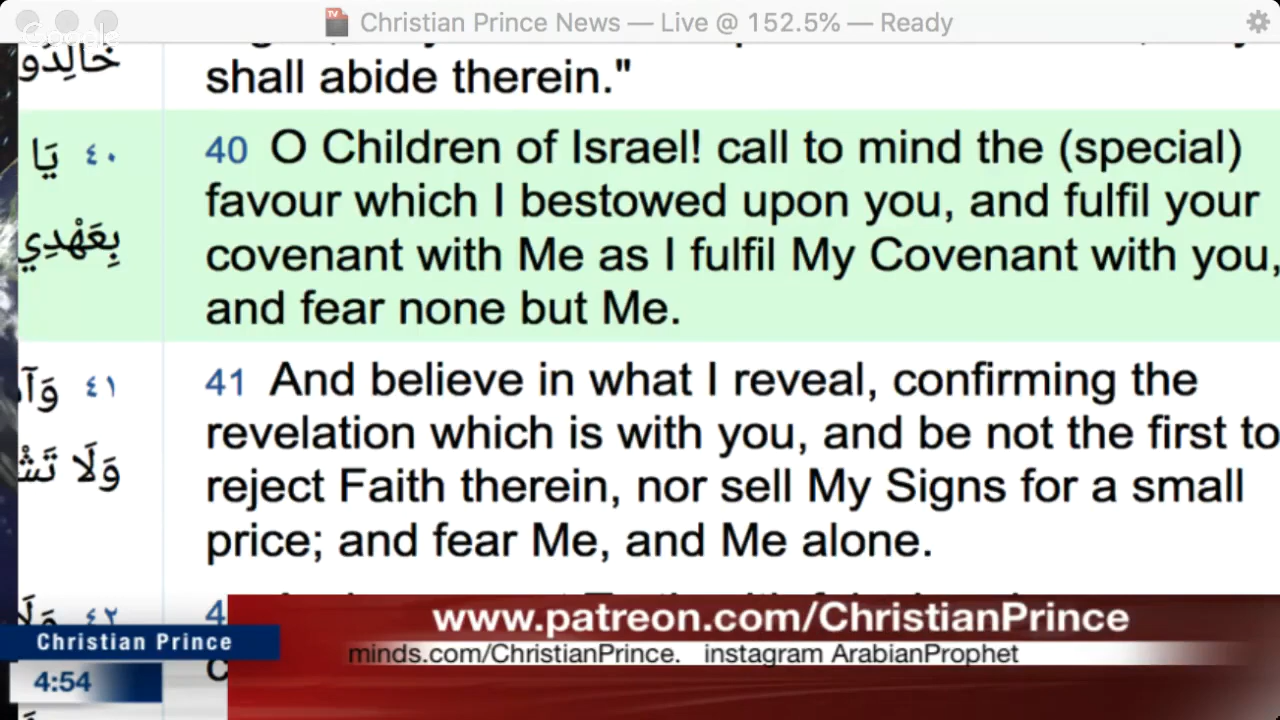 Christian Prince News — Live @ 152.5% — Ready
Google
shall abide therein."
40 O Children of Israel! call to mind the (special)
favour which I bestowed upon you, and fulfil your
covenant with Me as I fulfil My Covenant with you,
and fear none but Me.
٤٠ يَا
بِعَهْدِي
41 And believe in what I reveal, confirming the
revelation which is with you, and be not the first to
reject Faith therein, nor sell My Signs for a small
price; and fear Me, and Me alone.
٤١
وَلَا
٤٢
www.patreon.com/ChristianPrince
Christian Prince
minds.com/ChristianPrince. instagram ArabianProphet
4:54